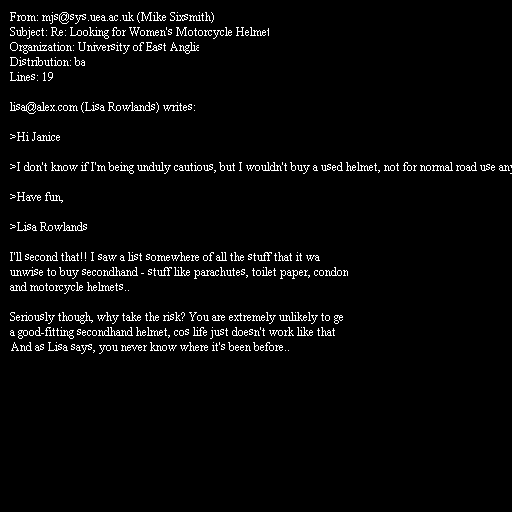 From: mjs@sys.uea.ac.uk (Mike Sixsmith)
Subject: Re: Looking for Women's Motorcycle Helmet
Organization: University of East Anglia
Distribution: ba
Lines: 19
lisa@alex.com (Lisa Rowlands) writes:
>Hi Janice
>I don't know if I'm being unduly cautious, but I wouldn't buy a used helmet, not for normal road use any
>Have fun,
>Lisa Rowlands
I'll second that!! I saw a list somewhere of all the stuff that it wa
unwise to buy secondhand - stuff like parachutes, toilet paper, condon
and motorcycle helmets..
Seriously though, why take the risk? You are extremely unlikely to ge
a good-fitting secondhand helmet, cos life just doesn't work like that
And as Lisa says, you never know where it's been before..